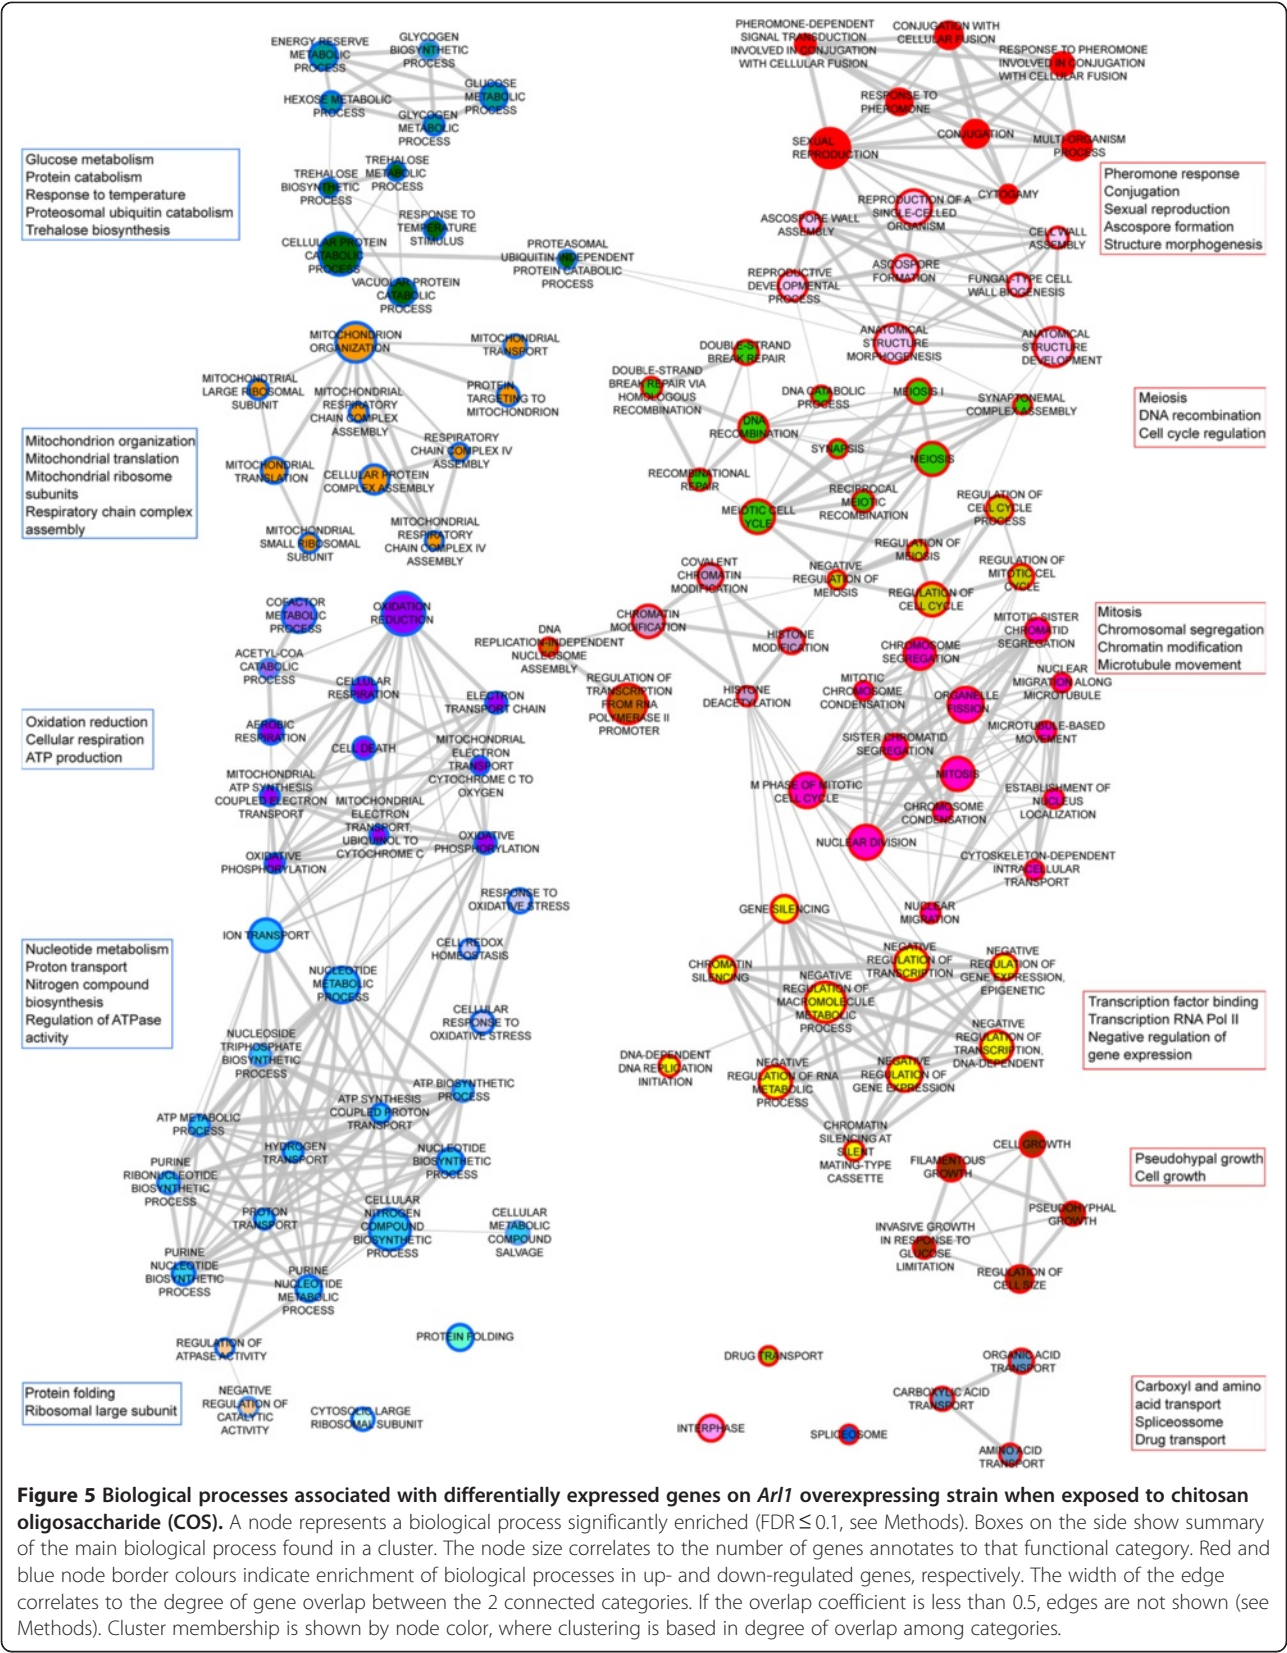 ENERGY RESERVE
METABOLIC
PROCESS
GLYCOGEN
BIOSYNTHETIC
PROCESS
HEXOSE METABOLIC
PROCESS
GLUCOSE
METABOLIC
PROCESS
GLYCOGEN
METABOLIC
PROCESS
TREHALOSE
METABOLIC
PROCESS
TREHALOSE
BIOSYNTHETIC
PROCESS
RESPONSE TO
TEMPERATURE
STIMULUS
CELLULAR PROTEIN
CATABOLIC
PROCESS
PROTEASOMAL
UBIQUITIN-INDEPENDENT
PROTEIN CATABOLIC
PROCESS
VACUOLAR PROTEIN
CATABOLIC
PROCESS
Glucose metabolism
Protein catabolism
Response to temperature
Proteosomal ubiquitin catabolism
Trehalose biosynthesis
PHEROMONE-DEPENDENT
SIGNAL TRANSDUCTION
INVOLVED IN CONJUGATION
WITH CELLULAR FUSION
CONJUGATION WITH
CELLULAR FUSION
RESPONSE TO PHEROMONE
INVOLVED IN CONJUGATION
WITH CELLULAR FUSION
RESPONSE TO
PHEROMONE
SEXUAL
REPRODUCTION
CONJUGATION
MULTI-ORGANISM
PROCESS
CYTOGAMY
REPRODUCTION OF A
SINGLE-CELLED
ORGANISM
ASCOSPORE WALL
ASSEMBLY
CELL WALL
ASSEMBLY
REPRODUCTIVE
DEVELOPMENTAL
PROCESS
ASCOSPORE
FORMATION
FUNGAL-TYPE CELL
WALL BIOGENESIS
ANATOMICAL
STRUCTURE
MORPHOGENESIS
ANATOMICAL
STRUCTURE
DEVELOPMENT
Pheromone response
Conjugation
Sexual reproduction
Ascospore formation
Structure morphogenesis
MITOCHONDRION
ORGANIZATION
MITOCHONDRIAL
TRANSPORT
MITOCHONDTRIAL
LARGE RIBOSOMAL
SUBUNIT
MITOCHONDRIAL
RESPIRATORY
CHAIN COMPLEX
ASSEMBLY
PROTEIN
TARGETING TO
MITOCHONDRION
RESPIRATORY
CHAIN COMPLEX IV
ASSEMBLY
MITOCHONDRIAL
TRANSLATION
CELLULAR PROTEIN
COMPLEX ASSEMBLY
MITOCHONDRIAL
SMALL RIBOSOMAL
SUBUNIT
MITOCHONDRIAL
RESPIRATORY
CHAIN COMPLEX IV
ASSEMBLY
Mitochondrion organization
Mitochondrial translation
Mitochondrial ribosome
subunits
Respiratory chain complex
assembly
DOUBLE-STRAND
BREAK REPAIR
DOUBLE-STRAND
BREAK REPAIR VIA
HOMOLOGOUS
RECOMBINATION
DNA CATABOLIC
PROCESS
MEIOSIS I
SYNAPTONEMAL
COMPLEX ASSEMBLY
DNA
RECOMBINATION
SYNAPSIS
MEIOSIS
RECOMBINATIONAL
REPAIR
RECIPROCAL
MEIOTIC
RECOMBINATION
MEIOTIC CELL
YCLE
REGULATION OF
CELL CYCLE
PROCESS
REGULATION OF
MEIOSIS
REGULATION OF
MITOTIC CEL
CYCLE
NEGATIVE
REGULATION OF
MEIOSIS
REGULATION OF
CELL CYCLE
Meiosis
DNA recombination
Cell cycle regulation
COVALENT
CHROMATIN
MODIFICATION
CHROMATIN
MODIFICATION
DNA
REPLICATION-INDEPENDENT
NUCLEOSOME
ASSEMBLY
HISTONE
MODIFICATION
REGULATION OF
TRANSCRIPTION
FROM RNA
POLYMERASE II
PROMOTER
HISTONE
DEACETYLATION
MITOTIC SISTER
CHROMATID
SEGREGATION
CHROMOSOME
SEGREGATION
NUCLEAR
MIGRATION ALONG
MICROTUBULE
MITOTIC
CHROMOSOME
CONDENSATION
ORGANELLE
FISSION
MICROTUBULE-BASED
MOVEMENT
SISTER CHROMATID
SEGREGATION
MITOSIS
M PHASE OF MITOTIC
CELL CYCLE
ESTABLISHMENT OF
NUCLEUS
LOCALIZATION
CHROMOSOME
CONDENSATION
NUCLEAR DIVISION
CYTOSKELETON-DEPENDENT
INTRACELLULAR
TRANSPORT
NUCLEAR
MIGRATION
Mitosis
Chromosomal segregation
Chromatin modification
Microtubule movement
COFACTOR
METABOLIC
PROCESS
OXIDATION
REDUCTION
ACETYL-COA
CATABOLIC
PROCESS
CELLULAR
RESPIRATION
ELECTRON
TRANSPORT CHAIN
AEROBIC
RESPIRATION
CELL DEATH
MITOCHONDRIAL
ELECTRON
TRANSPORT
CYTOCHROME C TO
OXYGEN
MITOCHONDRIAL
ATP SYNTHESIS
COUPLED ELECTRON
TRANSPORT
MITOCHONDRIAL
ELECTRON
TRANSPORT,
UBIQUINOL TO
CYTOCHROME C
OXIDATIVE
PHOSPHORYLATION
OXIDATIVE
PHOSPHORYLATION
Oxidation reduction
Cellular respiration
ATP production
RESPONSE TO
OXIDATIVE STRESS
ION TRANSPORT
CELL REDOX
HOMEOSTASIS
NUCLEOTIDE
METABOLIC
PROCESS
CELLULAR
RESPONSE TO
OXIDATIVE STRESS
NUCLEOSIDE
TRIPHOSPHATE
BIOSYNTHETIC
PROCESS
ATP BIOSYNTHETIC
PROCESS
ATP SYNTHESIS
COUPLED PROTON
TRANSPORT
ATP METABOLIC
PROCESS
HYDROGEN
TRANSPORT
NUCLEOTIDE
BIOSYNTHETIC
PROCESS
PURINE
RIBONUCLEOTIDE
BIOSYNTHETIC
PROCESS
PROTON
TRANSPORT
CELLULAR
NITROGEN
COMPOUND
BIOSYNTHETIC
PROCESS
CELLULAR
METABOLIC
COMPOUND
SALVAGE
PURINE
NUCLEOTIDE
BIOSYNTHETIC
PROCESS
PURINE
NUCLEOTIDE
METABOLIC
PROCESS
REGULATION OF
ATPASE ACTIVITY
PROTEIN FOLDING
NEGATIVE
REGULATION OF
CATALYTIC
ACTIVITY
CYTOSOLIC LARGE
RIBOSOMAL SUBUNIT
Nucleotide metabolism
Proton transport
Nitrogen compound
biosynthesis
Regulation of ATPase
activity
Protein folding
Ribosomal large subunit
GENE SILENCING
CHROMATIN
SILENCING
NEGATIVE
REGULATION OF
TRANSCRIPTION
NEGATIVE
REGULATION OF
GENE EXPRESSION,
EPIGENETIC
NEGATIVE
REGULATION OF
MACROMOLECULE
METABOLIC
PROCESS
NEGATIVE
REGULATION OF
TRANSCRIPTION,
DNA-DEPENDENT
DNA-DEPENDENT
DNA REPLICATION
INITIATION
NEGATIVE
REGULATION OF RNA
METABOLIC
PROCESS
NEGATIVE
REGULATION OF
GENE EXPRESSION
CHROMATIN
SILENCING AT
SILENT
MATING-TYPE
CASSETTE
Transcription factor binding
Transcription RNA Pol II
Negative regulation of
gene expression
CELL GROWTH
FILAMENTOUS
GROWTH
PSEUDOHYPHAL
GROWTH
INVASIVE GROWTH
IN RESPONSE TO
GLUCOSE
LIMITATION
REGULATION OF
CELL SIZE
Pseudohypal growth
Cell growth
DRUG TRANSPORT
ORGANIC ACID
TRANSPORT
CARBOXYLIC ACID
TRANSPORT
INTERPHASE
SPLICEOSOME
AMINO ACID
TRANSPORT
Carboxyl and amino
acid transport
Spliceossome
Drug transport
Figure 5 Biological processes associated with differentially expressed genes on Arl1 overexpressing strain when exposed to chitosan
oligosaccharide (COS). A node represents a biological process significantly enriched (FDR ≤ 0.1, see Methods). Boxes on the side show summary
of the main biological process found in a cluster. The node size correlates to the number of genes annotates to that functional category. Red and
blue node border colours indicate enrichment of biological processes in up- and down-regulated genes, respectively. The width of the edge
correlates to the degree of gene overlap between the 2 connected categories. If the overlap coefficient is less than 0.5, edges are not shown (see
Methods). Cluster membership is shown by node color, where clustering is based in degree of overlap among categories.